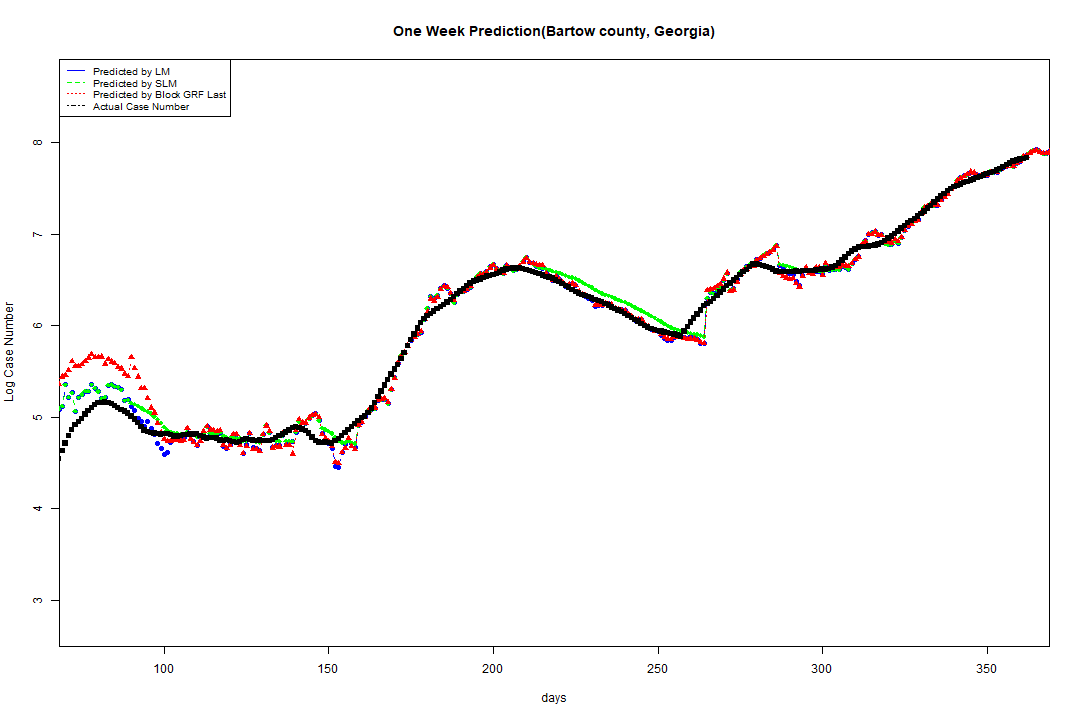 One Week Prediction(Bartow county, Georgia)
Predicted by LM
Predicted by SLM
Predicted by Block GRF Last
Actual Case Number
8
7
6
5
4
3
Log Case Number
100 150 200 250 300 350
days